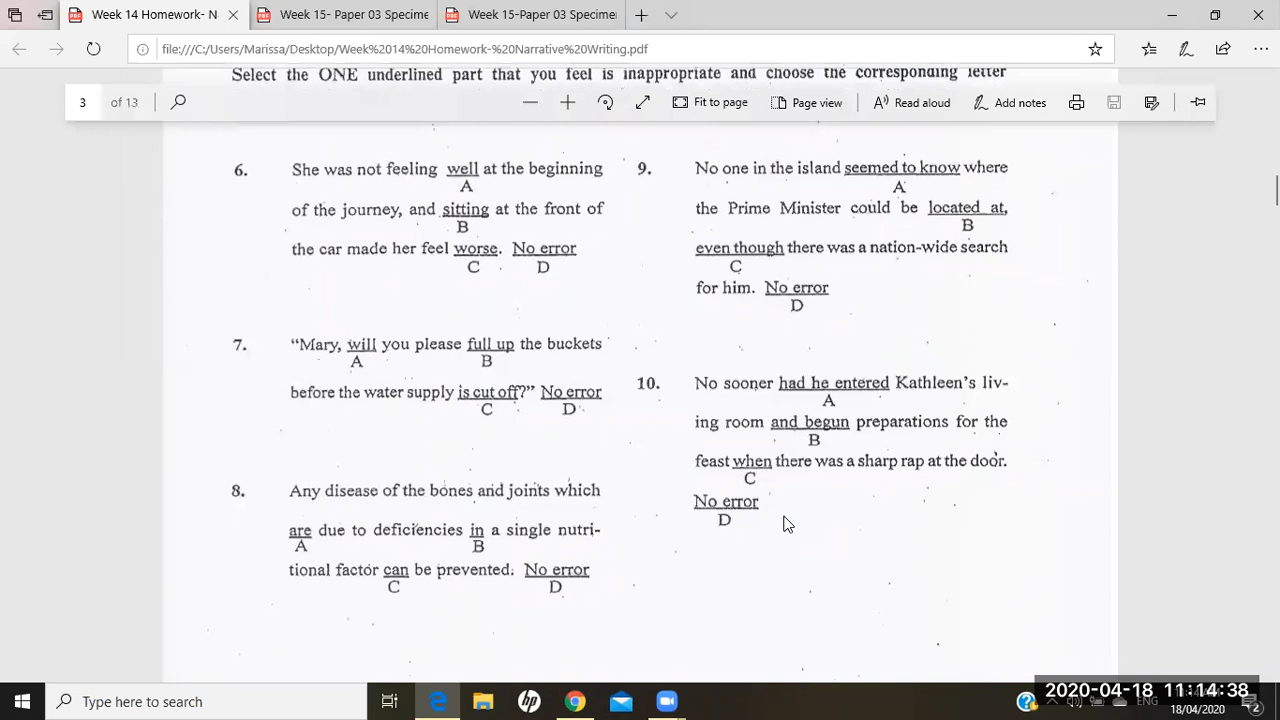 Week 14 Homework- N
Week 15- Paper 03 Specime
Week 15-Paper 03 Specime
file:///C:/Users/Marissa/Desktop/Week%2014%20Homework-%20Narrative%20Writing.pdf
Select the ONE underlined part that you feel is inappropriate and choose the corresponding letter
3 of 13
Fit to page
Page view
Read aloud
Add notes
6. She was not feeling well at the beginning
A
of the journey, and sitting at the front of
B
the car made her feel worse. No error
C D
7. “Mary, will you please full up the buckets
A B
before the water supply is cut off?” No error
C D
8. Any disease of the bones and joints which
are due to deficiencies in a single nutri-
A B
tional factor can be prevented. No error
C D
9. No one in the island seemed to know where
A
the Prime Minister could be located at,
B
even though there was a nation-wide search
C
for him. No error
D
10. No sooner had he entered Kathleen's liv-
A
ing room and begun preparations for the
B
feast when there was a sharp rap at the door.
C
No error
D
Type here to search
ENG
2020-04-18 11:14:38
18/04/2020
2